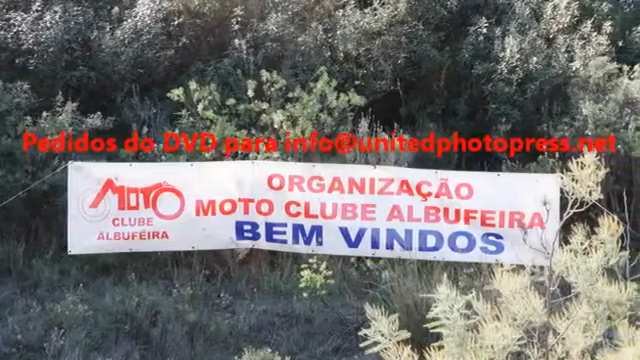 Pedidos do DVD para info@unitedphotopress.net
MOTO
CLUBE
ALBUFEIRA
ORGANIZAÇÃO
MOTO CLUBE ALBUFEIRA
BEM VINDOS